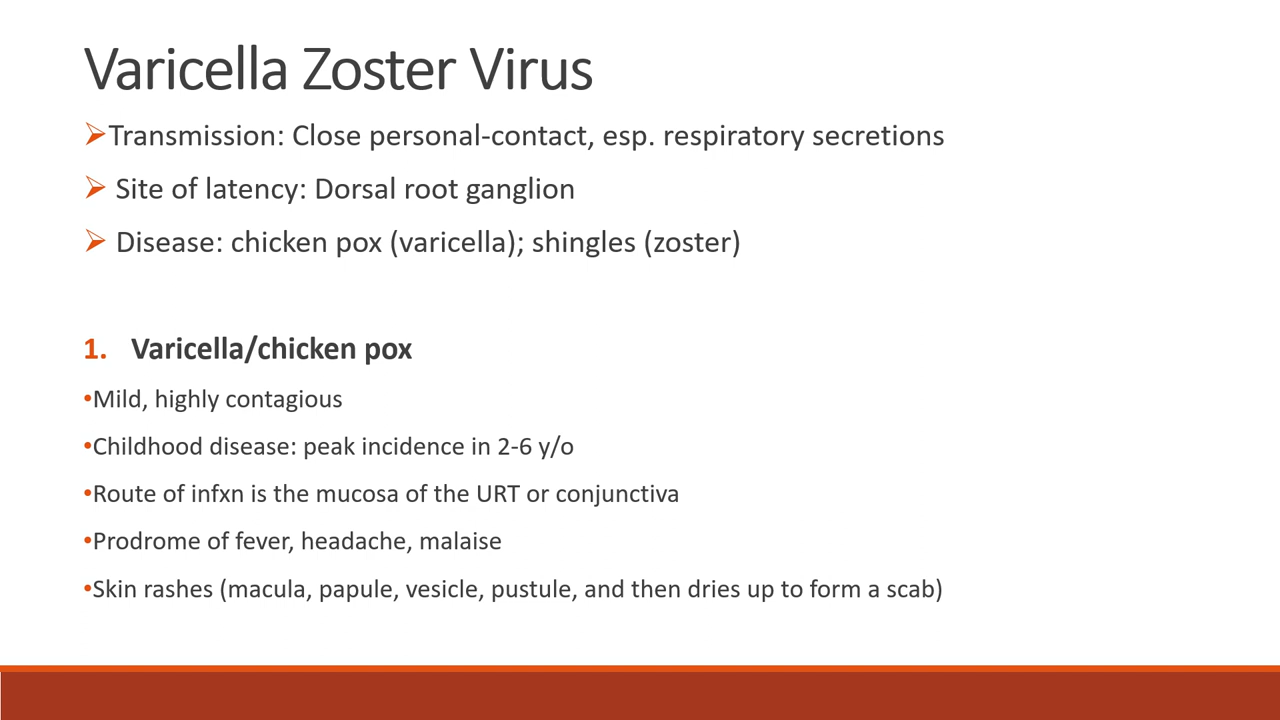 Varicella Zoster Virus
➢Transmission: Close personal-contact, esp. respiratory secretions
➢ Site of latency: Dorsal root ganglion
➢ Disease: chicken pox (varicella); shingles (zoster)
1. Varicella/chicken pox
•Mild, highly contagious
•Childhood disease: peak incidence in 2-6 y/o
•Route of infxn is the mucosa of the URT or conjunctiva
•Prodrome of fever, headache, malaise
•Skin rashes (macula, papule, vesicle, pustule, and then dries up to form a scab)